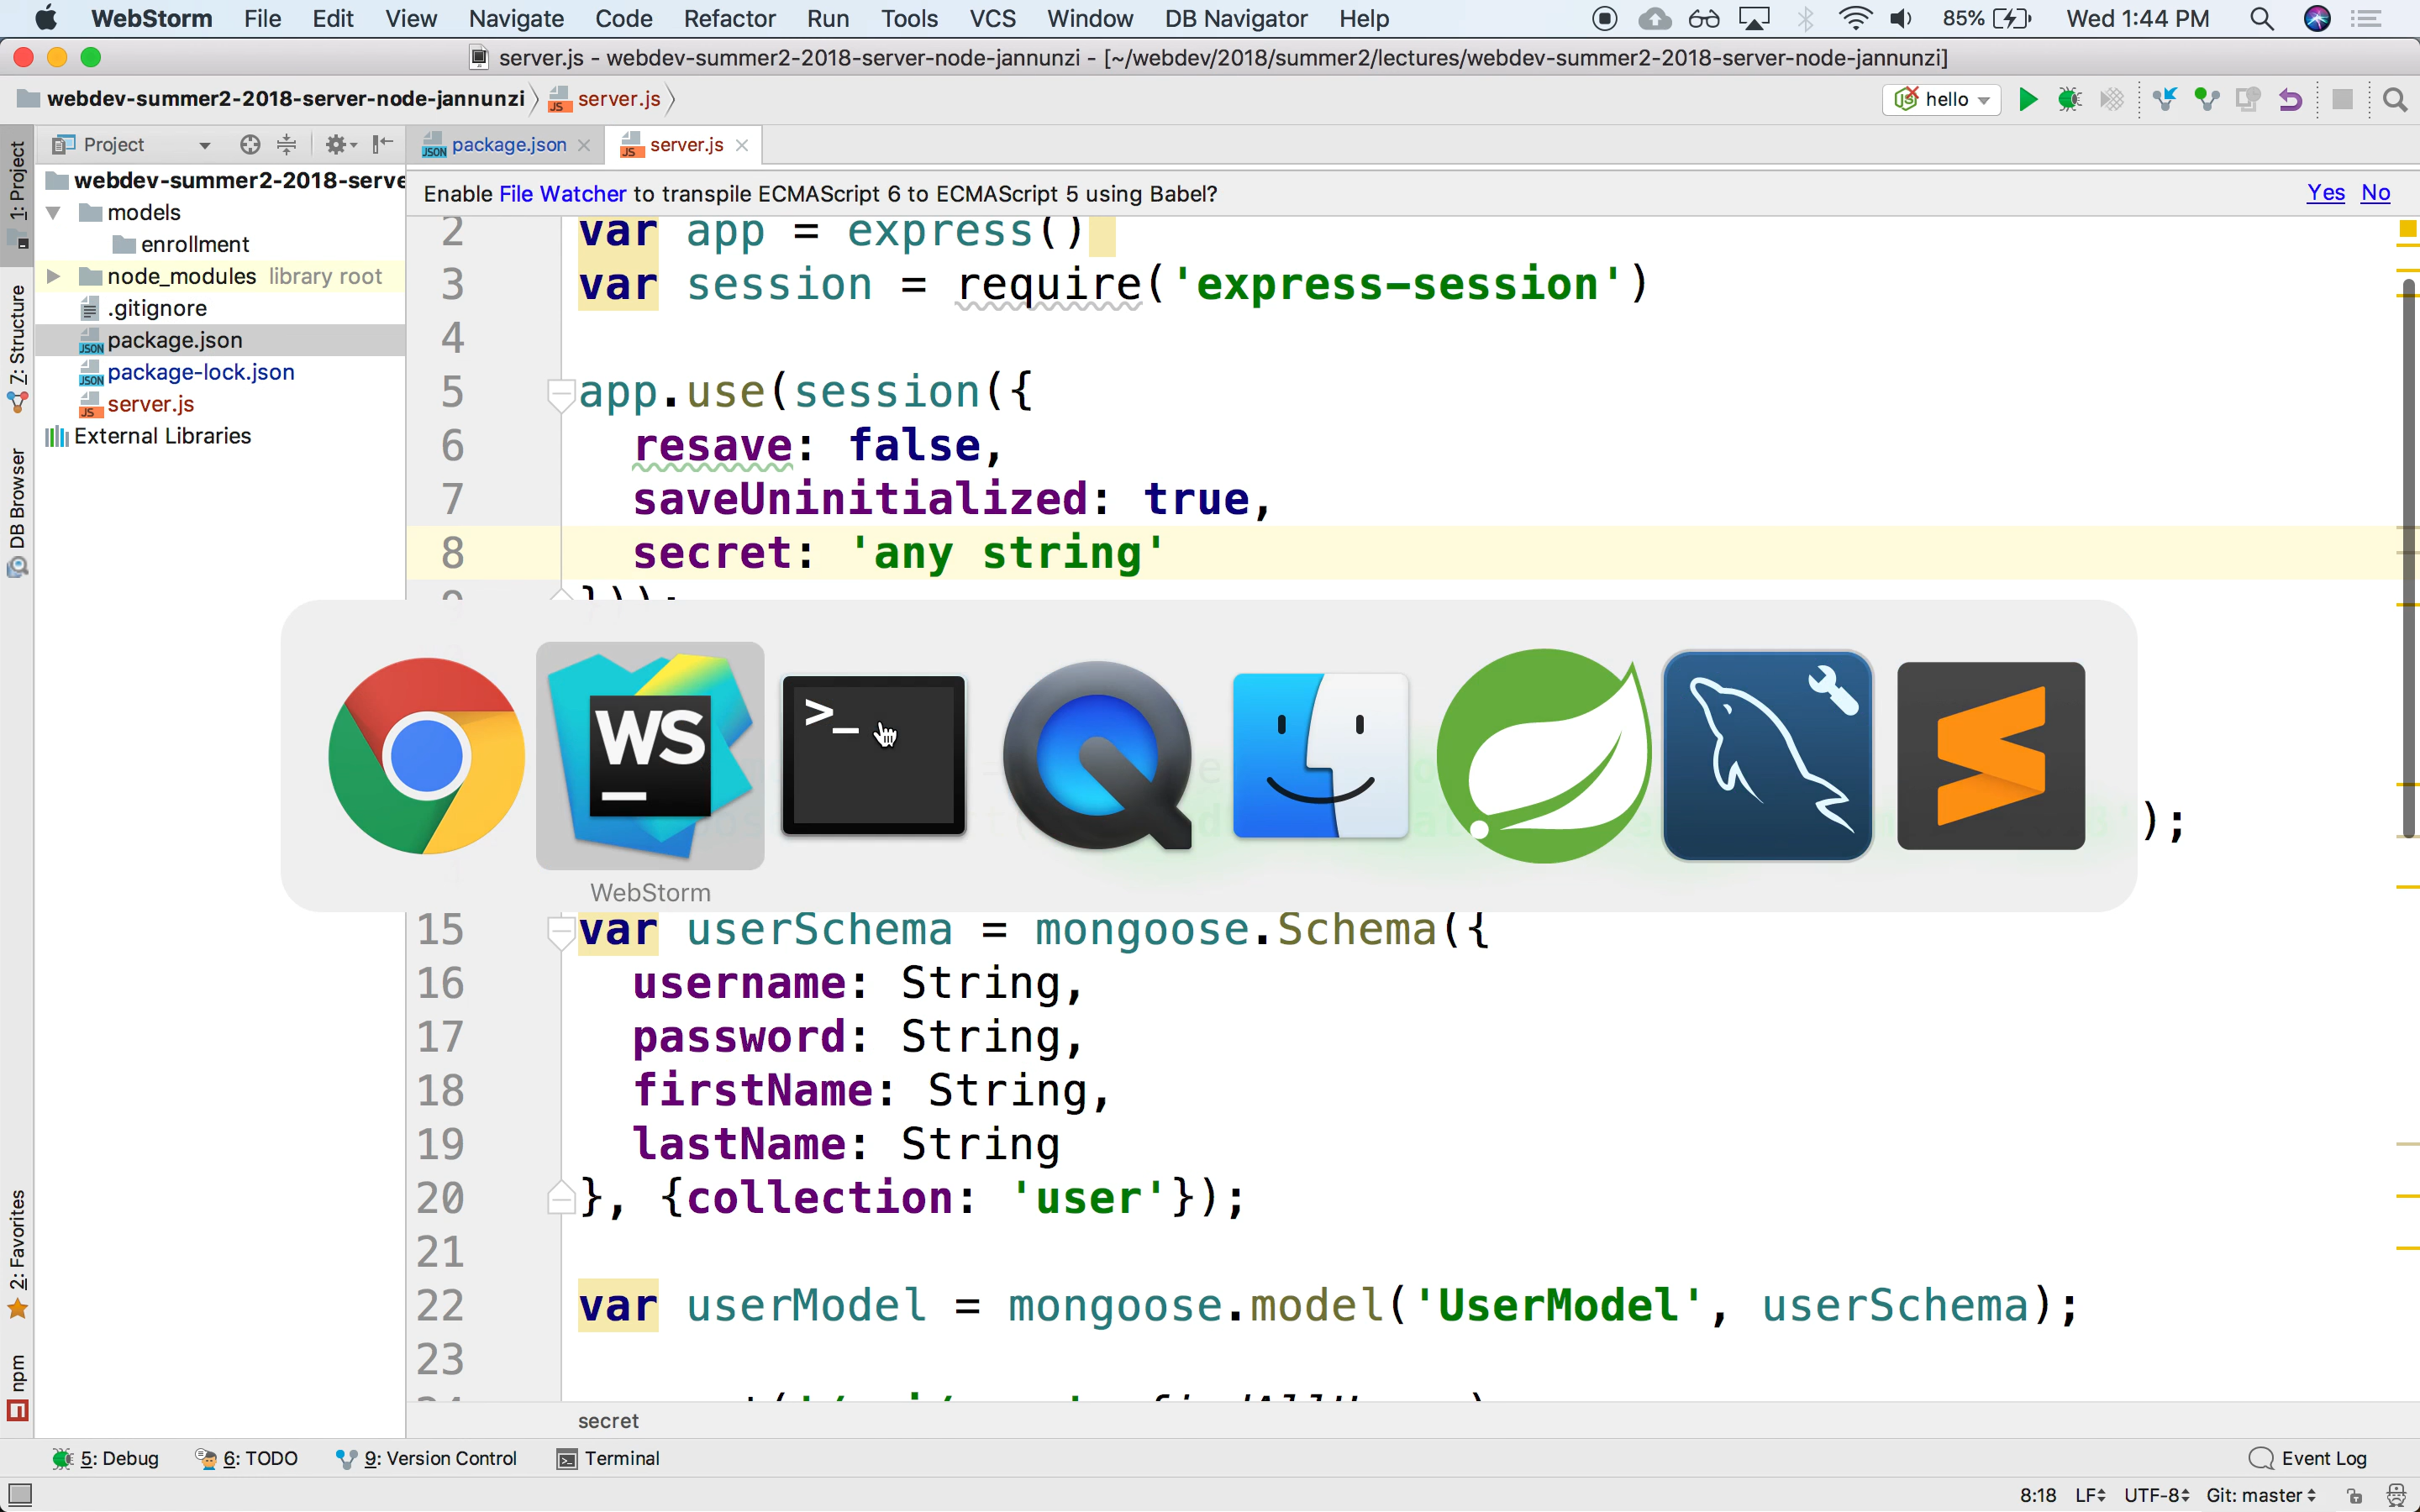 WebStorm File Edit View Navigate Code Refactor Run Tools VCS Window DB Navigator Help 85% Wed 1:44 PM
server.js - webdev-summer2-2018-server-node-jannunzi - [~/webdev/2018/summer2/lectures/webdev-summer2-2018-server-node-jannunzi]
webdev-summer2-2018-server-node-jannunzi server.js hello
Project package.json server.js
1: Project
7: Structure
DB Browser
2: Favorites
npm
webdev-summer2-2018-serve
models
enrollment
node_modules library root
.gitignore
package.json
package-lock.json
server.js
External Libraries
Enable File Watcher to transpile ECMAScript 6 to ECMAScript 5 using Babel? Yes No
2 var app = express()
3 var session = require('express-session')
4
5 app.use(session({
6 resave: false,
7 saveUninitialized: true,
8 secret: 'any string'
9 }));
WS
>_
WebStorm
);
15 var userSchema = mongoose.Schema({
16 username: String,
17 password: String,
18 firstName: String,
19 lastName: String
20 }, {collection: 'user'});
21
22 var userModel = mongoose.model('UserModel', userSchema);
23
secret
5: Debug 6: TODO 9: Version Control Terminal Event Log
8:18 LF UTF-8 Git: master